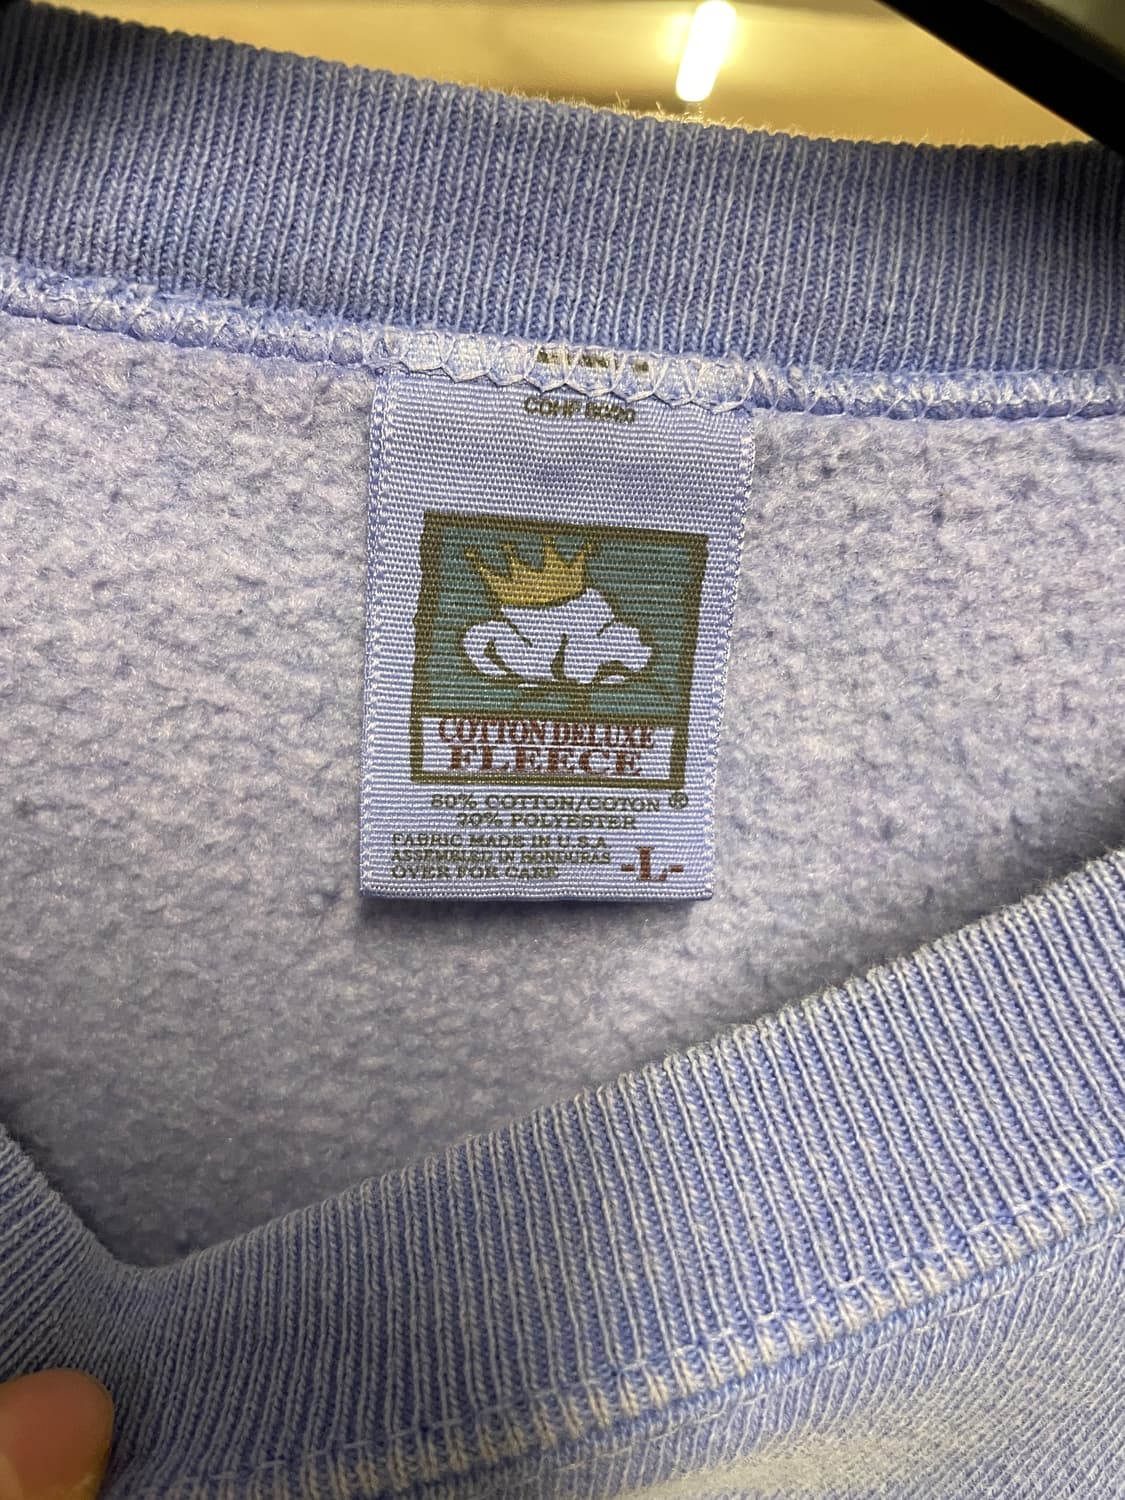 COTTON DELUXE
FLEECE
80% COTTON/COTON ®
20% POLYESTER
FABRIC MADE IN U.S.A
ASSEMBLED IN HONDURAS
OVER FOR CARE
-L-